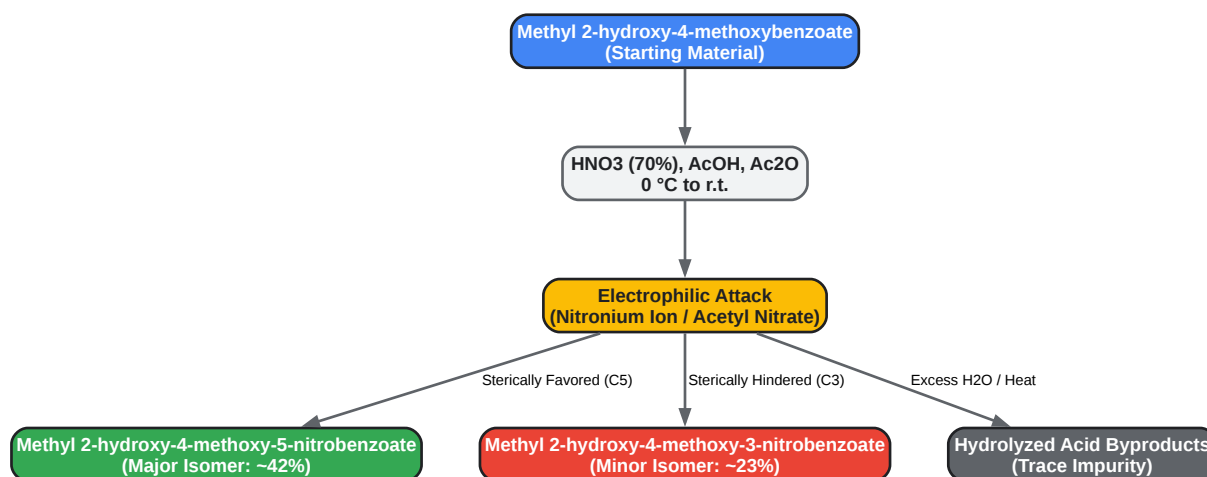 Methyl 2-hydroxy-4-methoxybenzoate
(Starting Material)
HNO3 (70%), AcOH, Ac2O
0 °C to r.t.
Electrophilic Attack
(Nitronium Ion / Acetyl Nitrate)
Sterically Favored (C5)
Sterically Hindered (C3)
Excess H2O / Heat
Methyl 2-hydroxy-4-methoxy-5-nitrobenzoate
(Major Isomer: ~42%)
Methyl 2-hydroxy-4-methoxy-3-nitrobenzoate
(Minor Isomer: ~23%)
Hydrolyzed Acid Byproducts
(Trace Impurity)